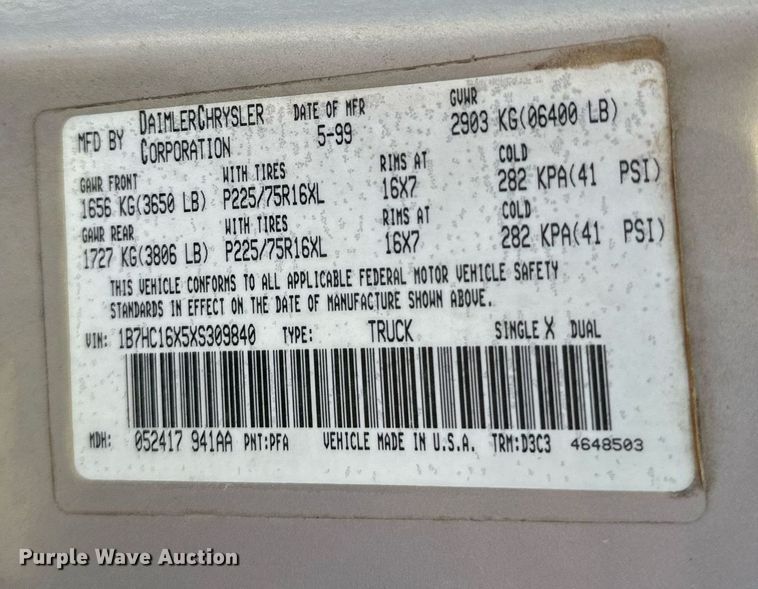 MFD BY DAIMLERCHRYSLER CORPORATION DATE OF MFR 5-99 GVWR 2903 KG(06400 LB)
GAWR FRONT WITH TIRES RIMS AT COLD
1656 KG(3650 LB) P225/75R16XL 16X7 282 KPA(41 PSI)
GAWR REAR WITH TIRES RIMS AT COLD
1727 KG(3806 LB) P225/75R16XL 16X7 282 KPA(41 PSI)
THIS VEHICLE CONFORMS TO ALL APPLICABLE FEDERAL MOTOR VEHICLE SAFETY
STANDARDS IN EFFECT ON THE DATE OF MANUFACTURE SHOWN ABOVE.
VIN: 1B7HC16X5XS309840 TYPE: TRUCK SINGLE X DUAL
MDH: 052417 941AA PNT:PFA VEHICLE MADE IN U.S.A. TRM:D3C3 4648503
Purple Wave Auction